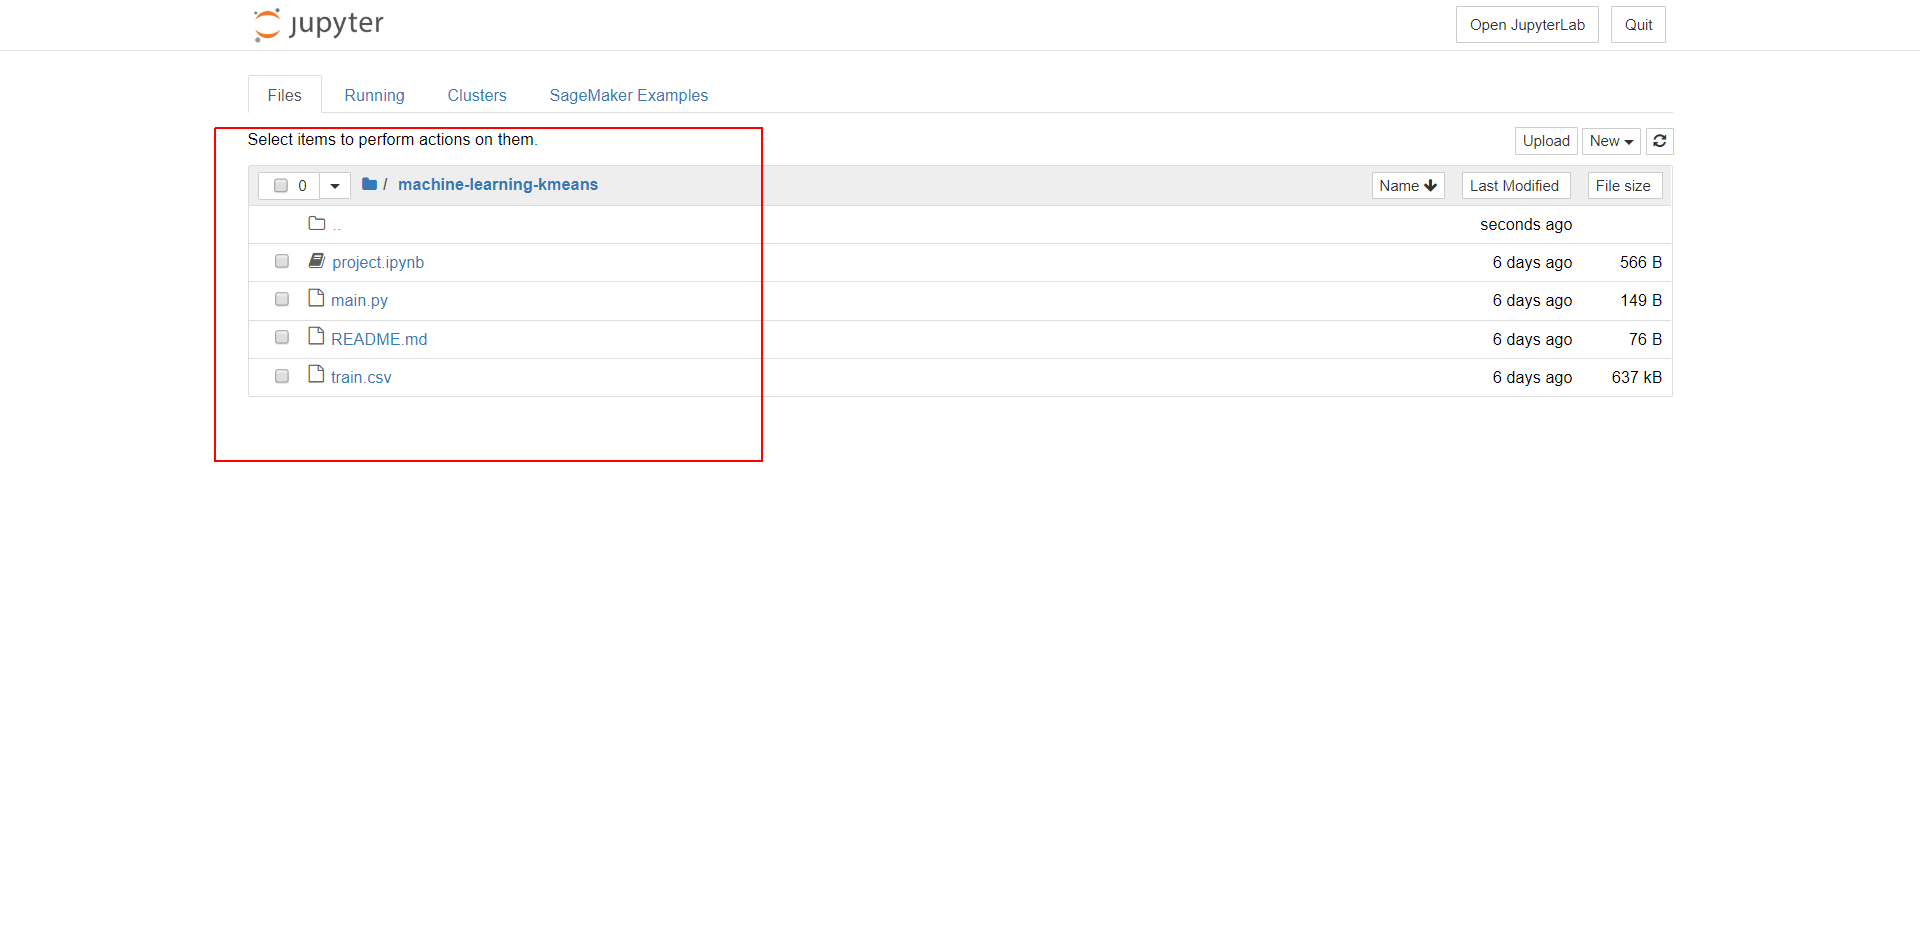 jupyter
Open JupyterLab Quit
Files Running Clusters SageMaker Examples
Select items to perform actions on them.
Upload New
0 / machine-learning-kmeans Name Last Modified File size
.. seconds ago
project.ipynb 6 days ago 566 B
main.py 6 days ago 149 B
README.md 6 days ago 76 B
train.csv 6 days ago 637 kB